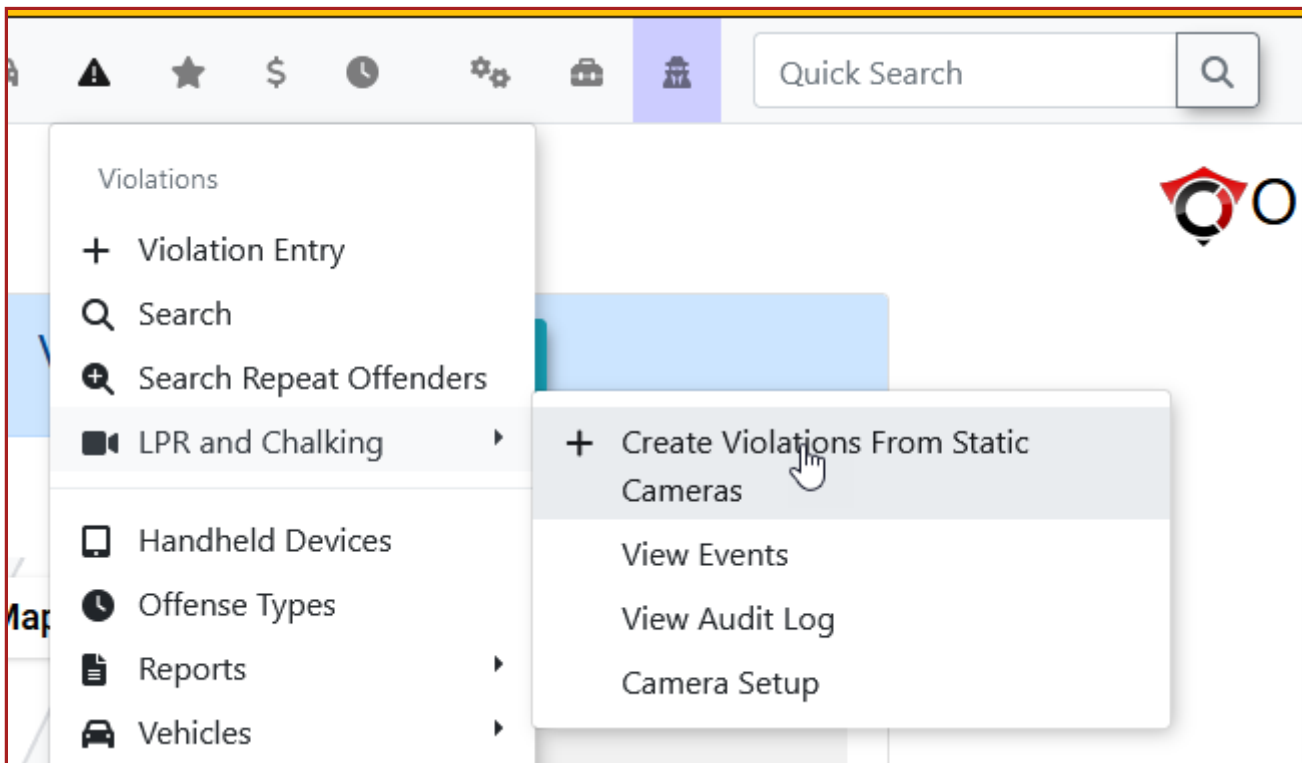 Quick Search
Violations
O
Violation Entry
Search
Search Repeat Offenders
LPR and Chalking
Create Violations From Static
Cameras
Handheld Devices
View Events
Offense Types
View Audit Log
Reports
Camera Setup
Vehicles